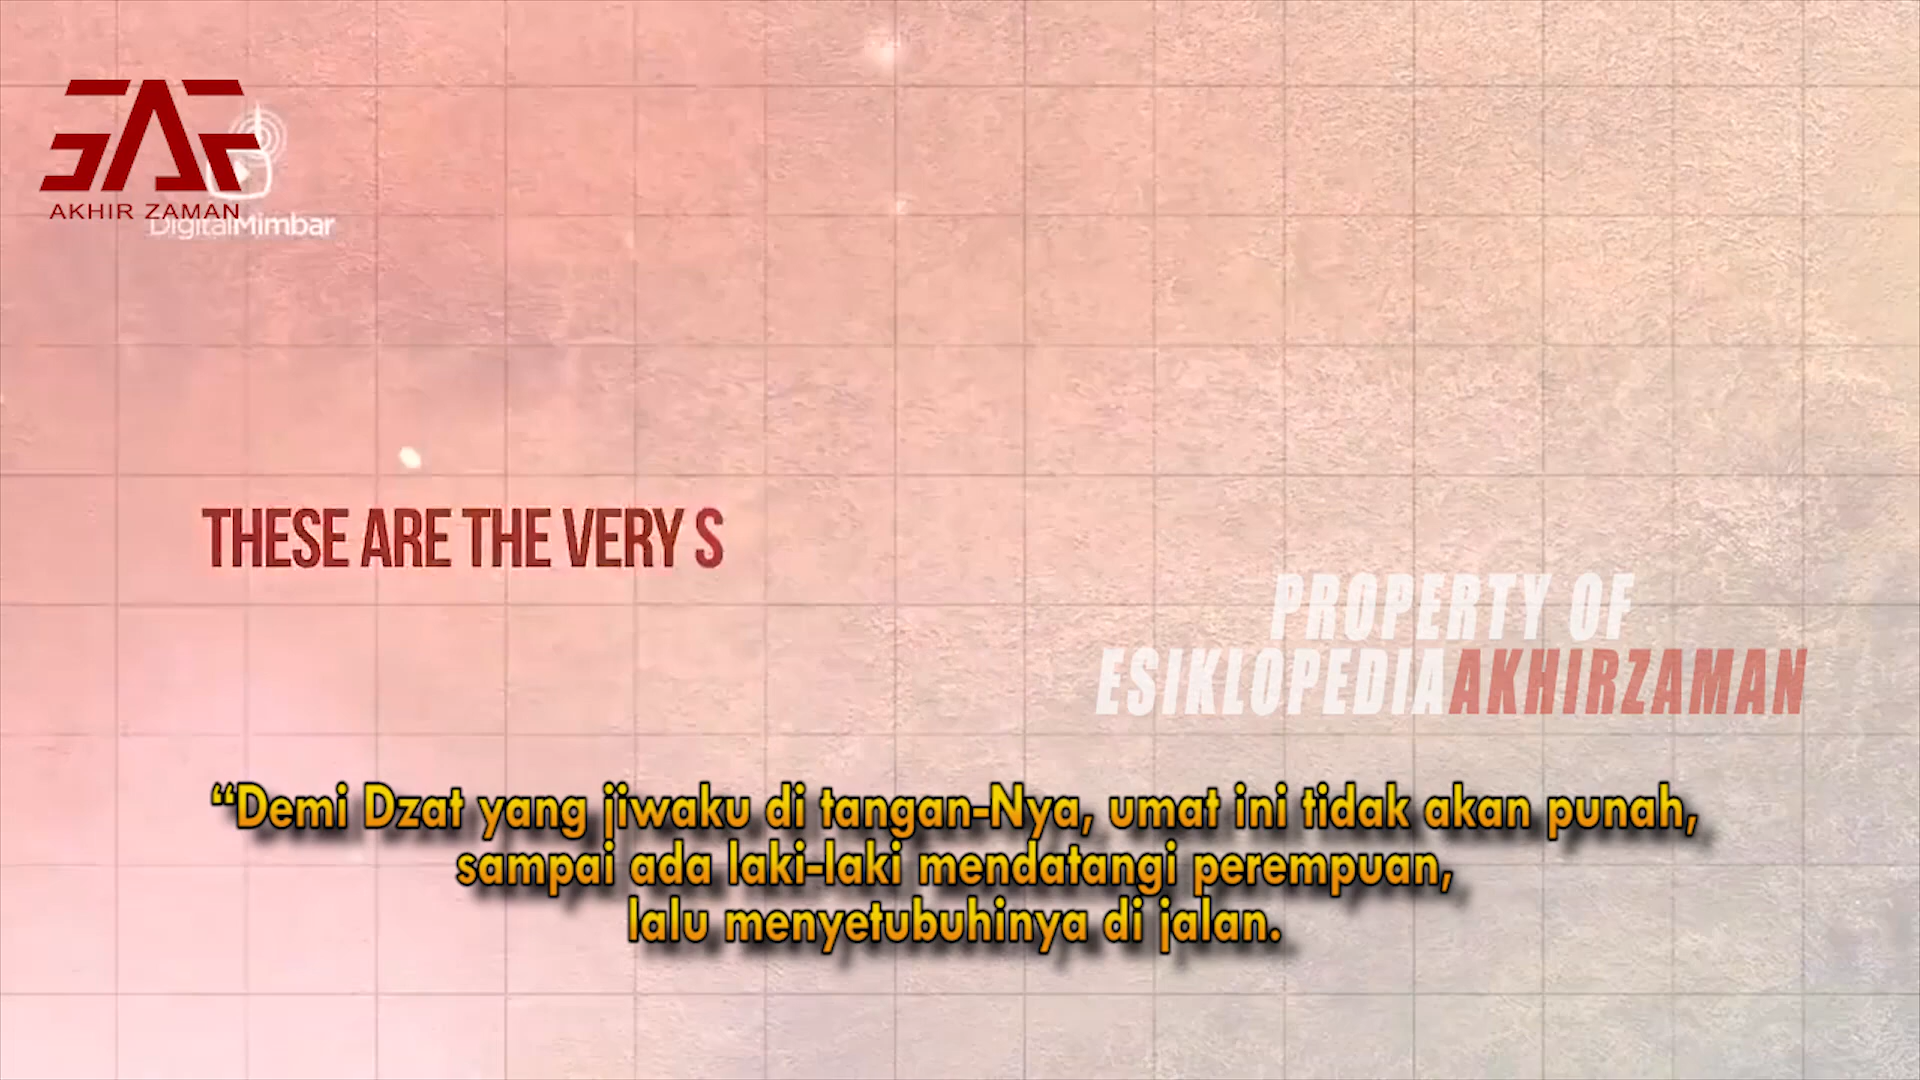 AKHIR ZAMAN
DigitalMimbar
THESE ARE THE VERY S
PROPERTY OF
ESIKLOPEDIAAKHIRZAMAN
“Demi Dzat yang jiwaku di tangan-Nya, umat ini tidak akan punah,
sampai ada laki-laki mendatangi perempuan,
lalu menyetubuhinya di jalan.